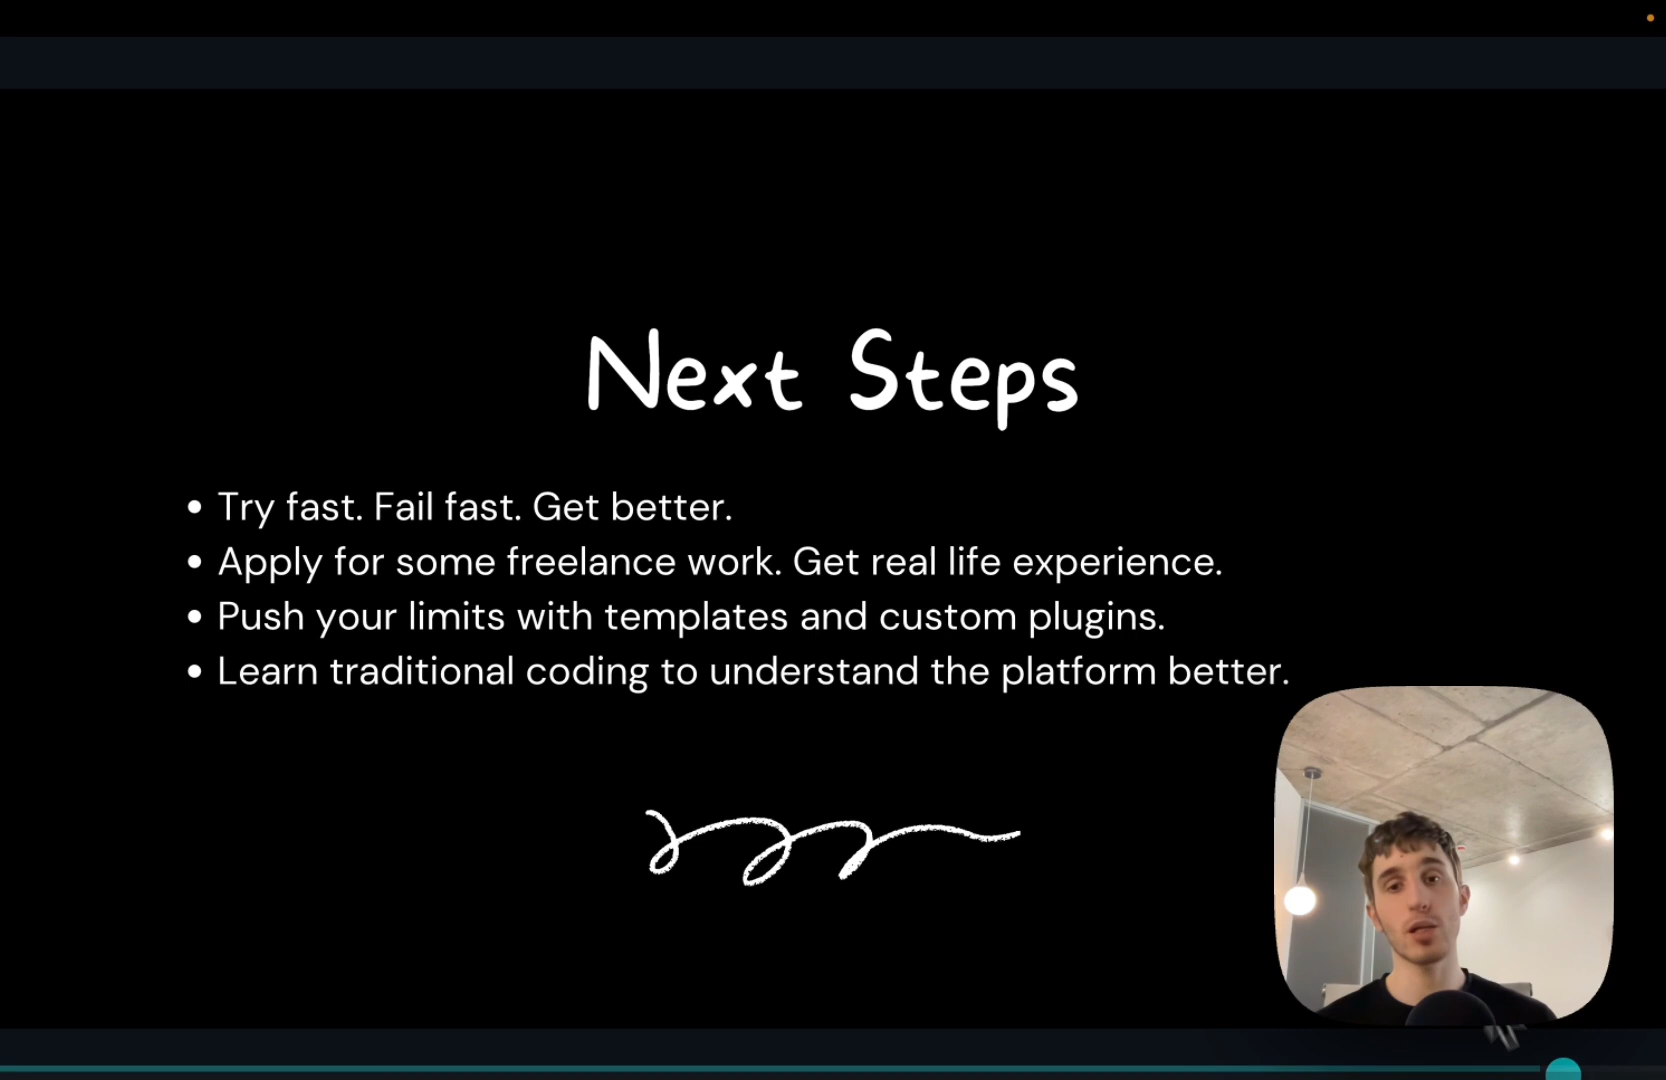 Next Steps
• Try fast. Fail fast. Get better.
• Apply for some freelance work. Get real life experience.
• Push your limits with templates and custom plugins.
• Learn traditional coding to understand the platform better.